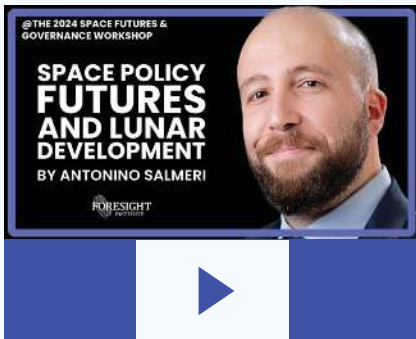 @THE 2024 SPACE FUTURES &
GOVERNANCE WORKSHOP
SPACE POLICY
FUTURES
AND LUNAR
DEVELOPMENT
BY ANTONINO SALMERI
FORESIGHT
INSTITUTE